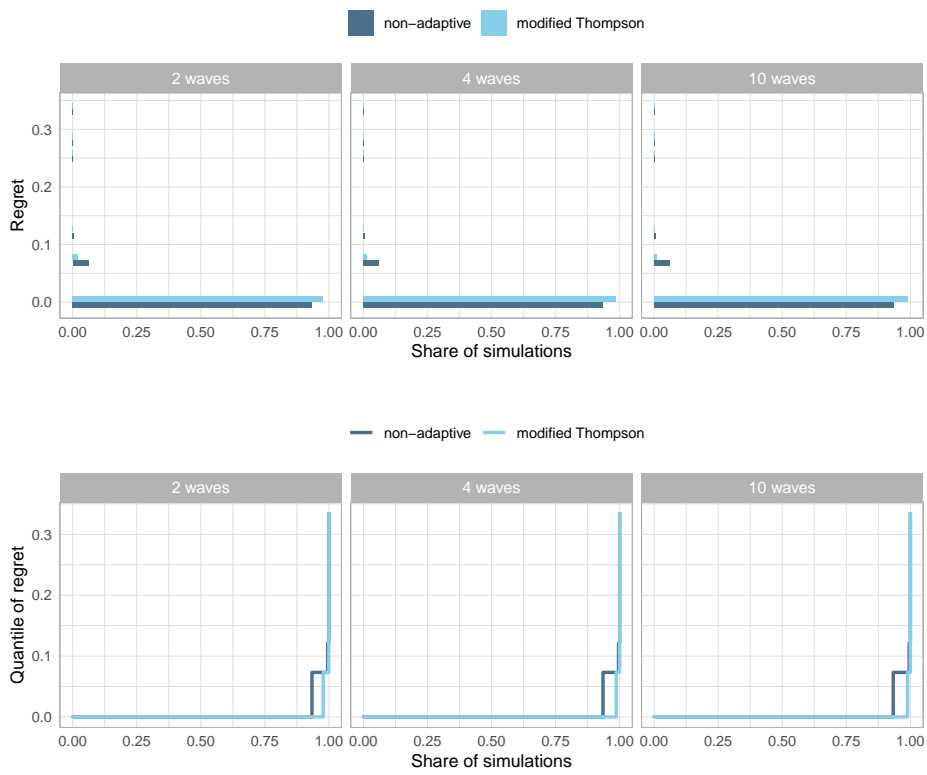 non−adaptive modified Thompson
2 waves 4 waves 10 waves
Regret
0.3
0.2
0.1
0.0
0.00 0.25 0.50 0.75 1.00 0.00 0.25 0.50 0.75 1.00 0.00 0.25 0.50 0.75 1.00
Share of simulations
non−adaptive modified Thompson
2 waves 4 waves 10 waves
Quantile of regret
0.3
0.2
0.1
0.0
0.00 0.25 0.50 0.75 1.00 0.00 0.25 0.50 0.75 1.00 0.00 0.25 0.50 0.75 1.00
Share of simulations